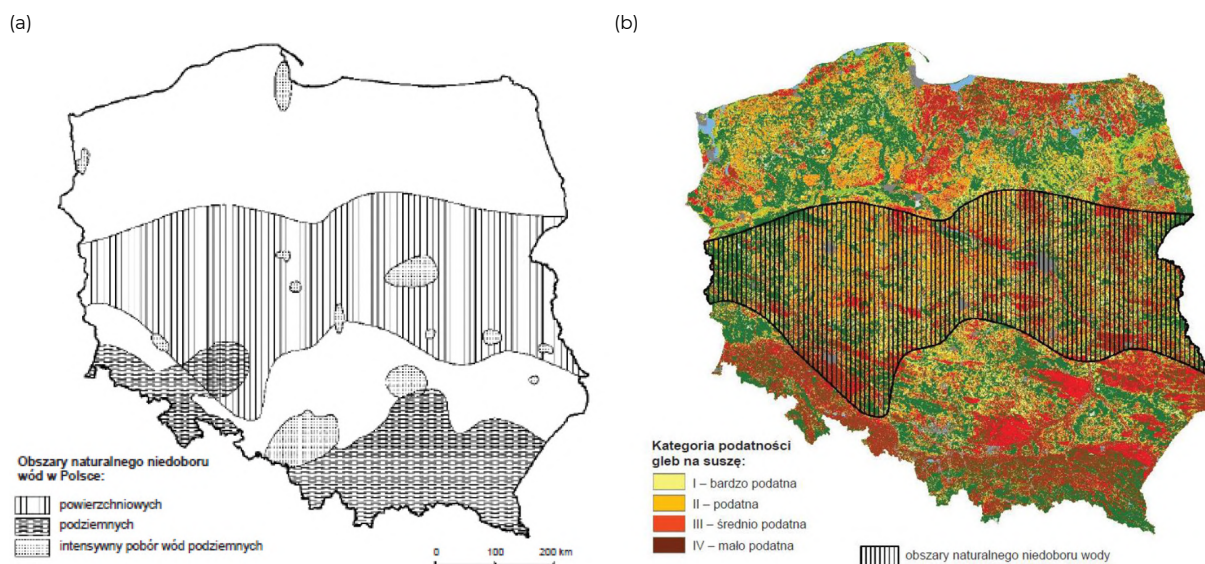 (a)
(b)
Obszary naturalnego niedoboru
wód w Polsce:
powierzchniowych
podziemnych
intensywny pobór wód podziemnych
0 100 200 km
Kategoria podatności
gleb na suszę:
I – bardzo podatna
II – podatna
III – średnio podatna
IV – mało podatna
obszary naturalnego niedoboru wody